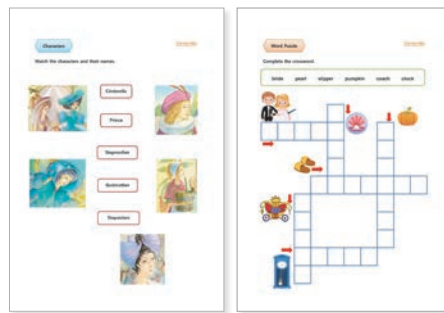 Characters
Match the characters and their names.
Cinderella
Prince
Stepmother
Godmother
Stepsisters
Word Puzzle
Complete the crossword.
bride pearl slipper pumpkin coach clock